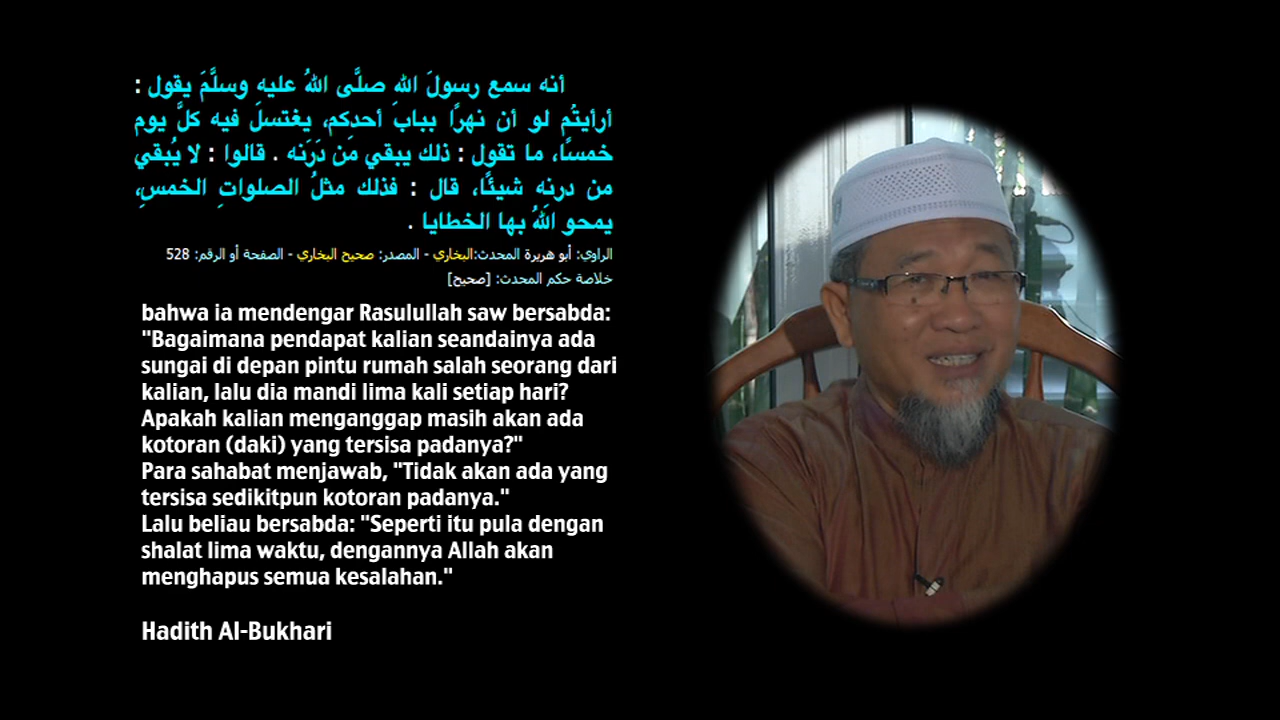 أنه سمع رسولَ اللهِ صلَّى اللهُ عليهِ وسلَّمَ يقول :
أرأيتُم لو أن نهرًا ببابَ أحدكم، يغتسلَ فيه كلَّ يوم
خمسًا، ما تقول : ذلك يبقي مَن دَرَنه . قالوا : لا يُبقي
من درنه شيئًا، قال : فذلك مثلُ الصلواتِ الخمسِ،
يمحو اللهُ بها الخطايا .
الراوي: أبو هريرة المحدث:البخاري - المصدر: صحيح البخاري - الصفحة أو الرقم: 528
خلاصة حكم المحدث: [صحيح]
bahwa ia mendengar Rasulullah saw bersabda:
"Bagaimana pendapat kalian seandainya ada
sungai di depan pintu rumah salah seorang dari
kalian, lalu dia mandi lima kali setiap hari?
Apakah kalian menganggap masih akan ada
kotoran (daki) yang tersisa padanya?"
Para sahabat menjawab, "Tidak akan ada yang
tersisa sedikitpun kotoran padanya."
Lalu beliau bersabda: "Seperti itu pula dengan
shalat lima waktu, dengannya Allah akan
menghapus semua kesalahan."
Hadith Al-Bukhari